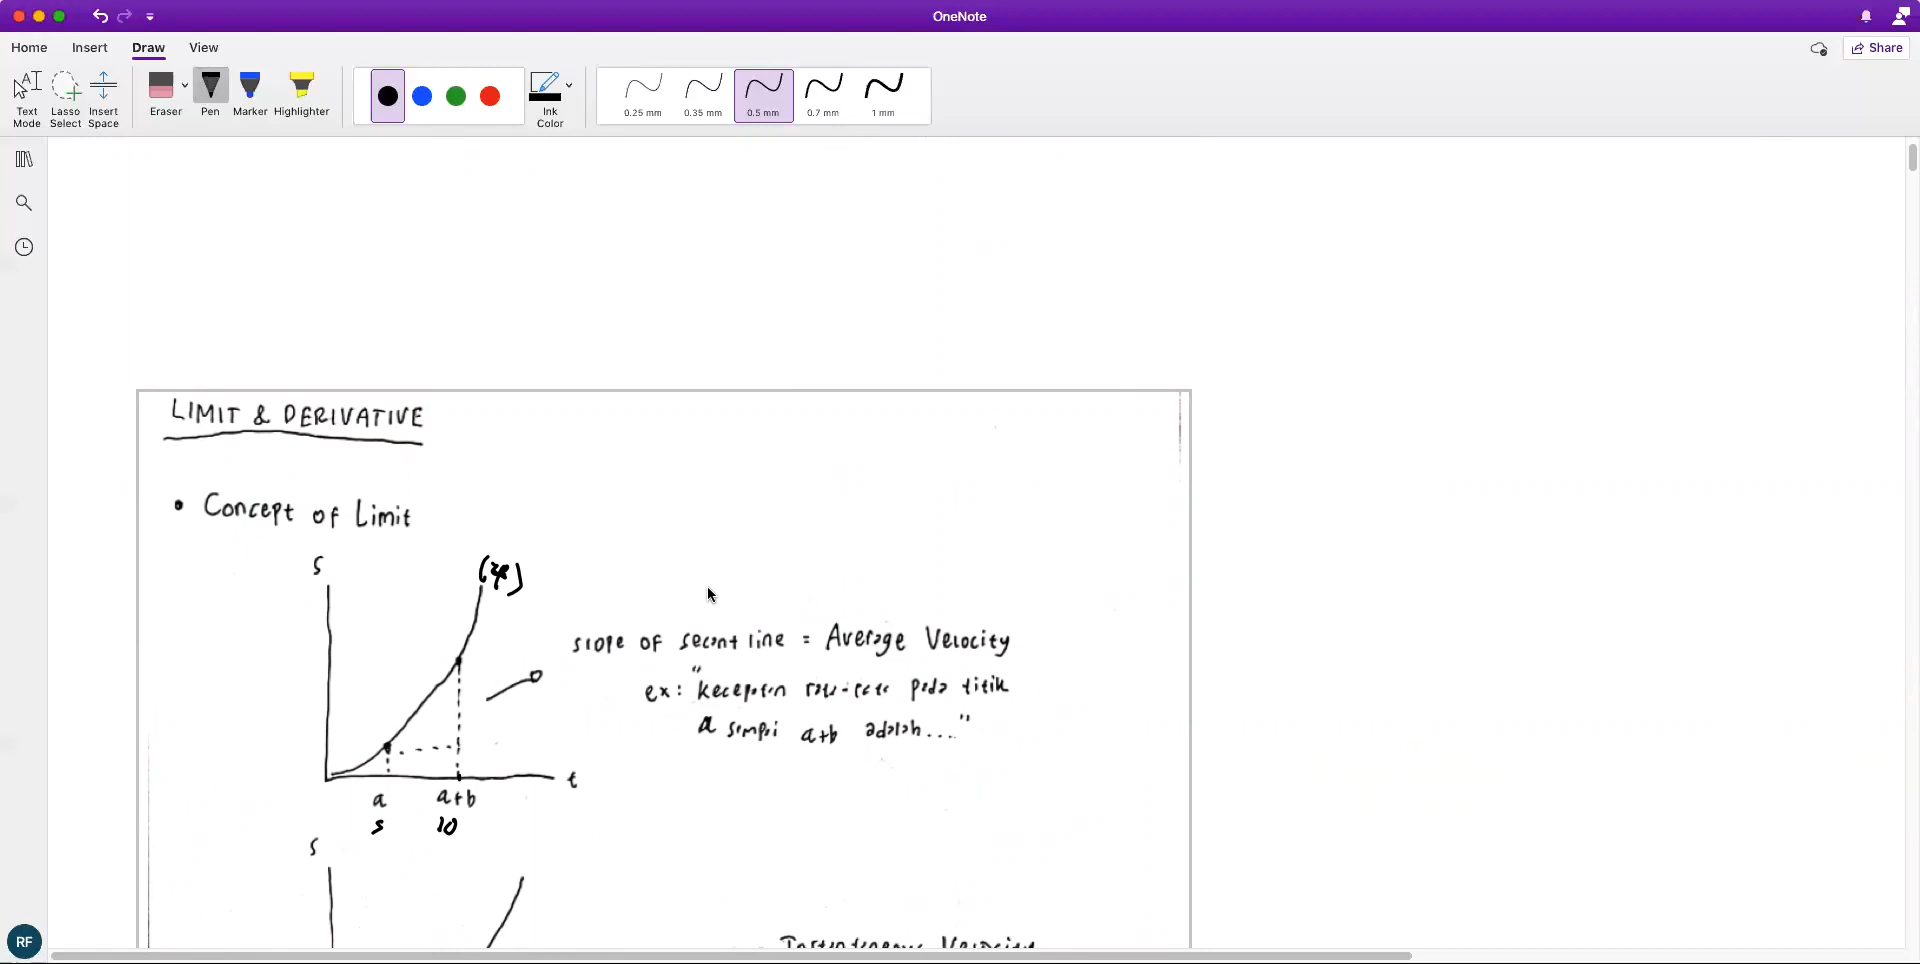 OneNote
Home Insert Draw View
Share
Text Mode
Lasso Select
Insert Space
Eraser
Pen
Marker
Highlighter
Ink Color
0.25 mm
0.35 mm
0.5 mm
0.7 mm
1 mm
LIMIT & DERIVATIVE
• Concept of Limit
S
slope of secant line = Average Velocity
ex: "kecepatan rata-rata pada titik
a sampai a+b adalah..."
t
a a+b
5 10
S
Instantaneous Velocity
RF